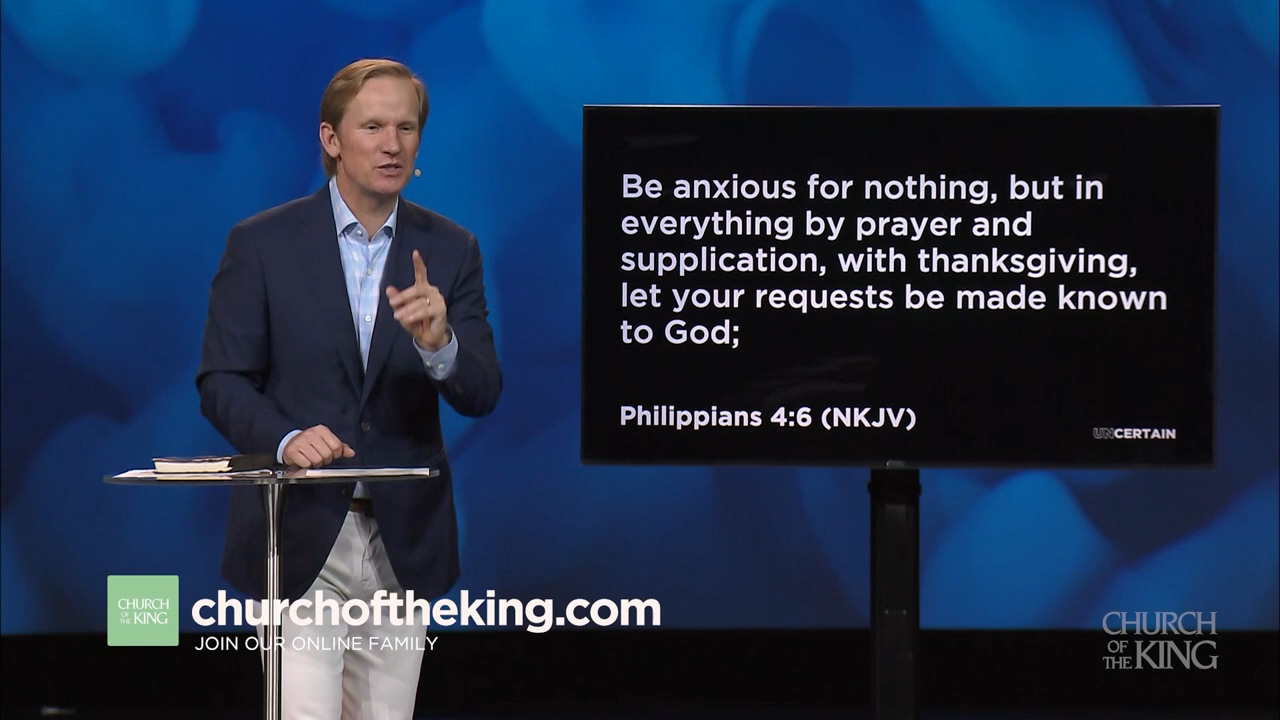 Be anxious for nothing, but in
everything by prayer and
supplication, with thanksgiving,
let your requests be made known
to God;
Philippians 4:6 (NKJV)
UNCERTAIN
CHURCH
OF THE KING
churchoftheking.com
JOIN OUR ONLINE FAMILY
CHURCH
OF
THE KING